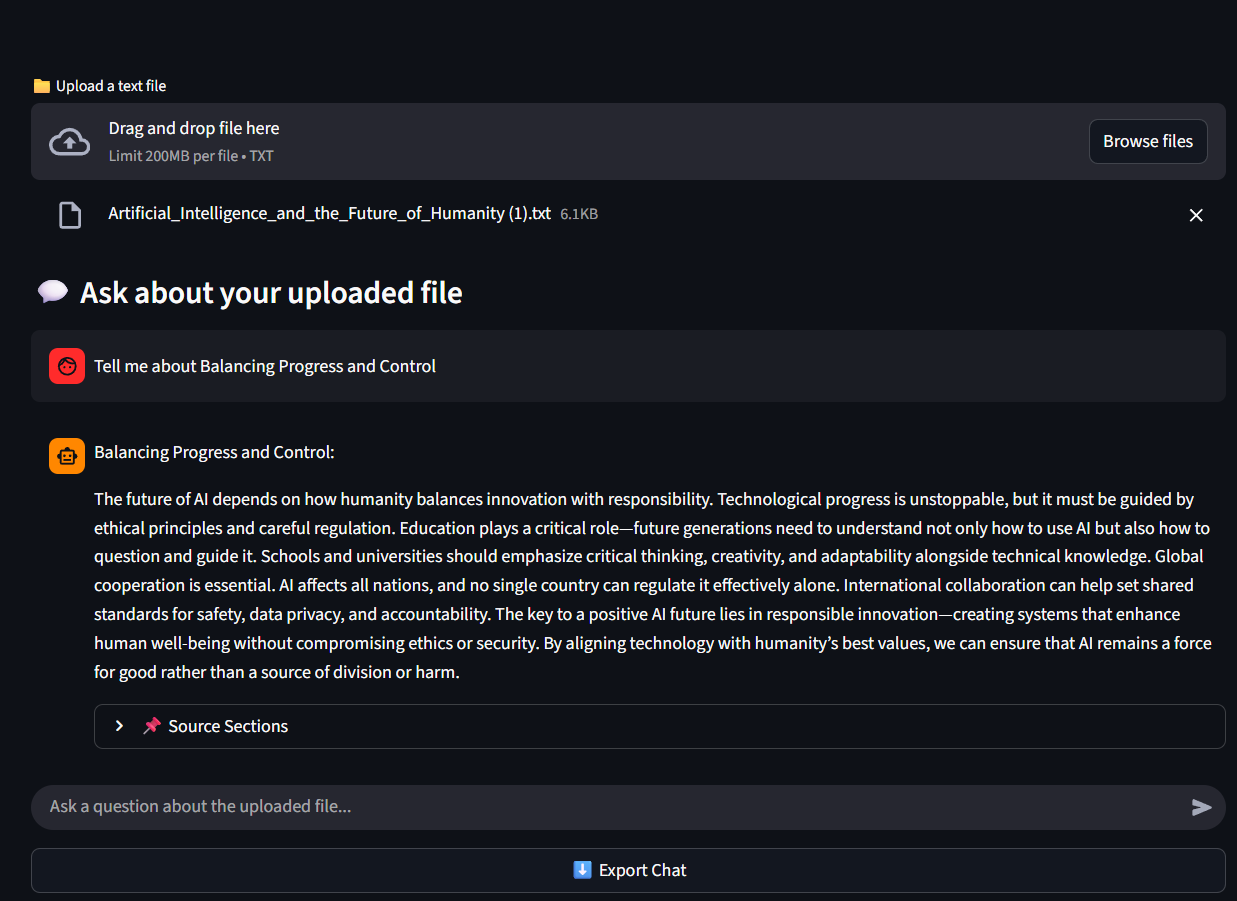 Upload a text file
Drag and drop file here
Limit 200MB per file • TXT
Browse files
Artificial_Intelligence_and_the_Future_of_Humanity (1).txt 6.1KB
Ask about your uploaded file
Tell me about Balancing Progress and Control
Balancing Progress and Control:
The future of AI depends on how humanity balances innovation with responsibility. Technological progress is unstoppable, but it must be guided by
ethical principles and careful regulation. Education plays a critical role—future generations need to understand not only how to use AI but also how to
question and guide it. Schools and universities should emphasize critical thinking, creativity, and adaptability alongside technical knowledge. Global
cooperation is essential. AI affects all nations, and no single country can regulate it effectively alone. International collaboration can help set shared
standards for safety, data privacy, and accountability. The key to a positive AI future lies in responsible innovation—creating systems that enhance
human well-being without compromising ethics or security. By aligning technology with humanity’s best values, we can ensure that AI remains a force
for good rather than a source of division or harm.
Source Sections
Ask a question about the uploaded file...
Export Chat